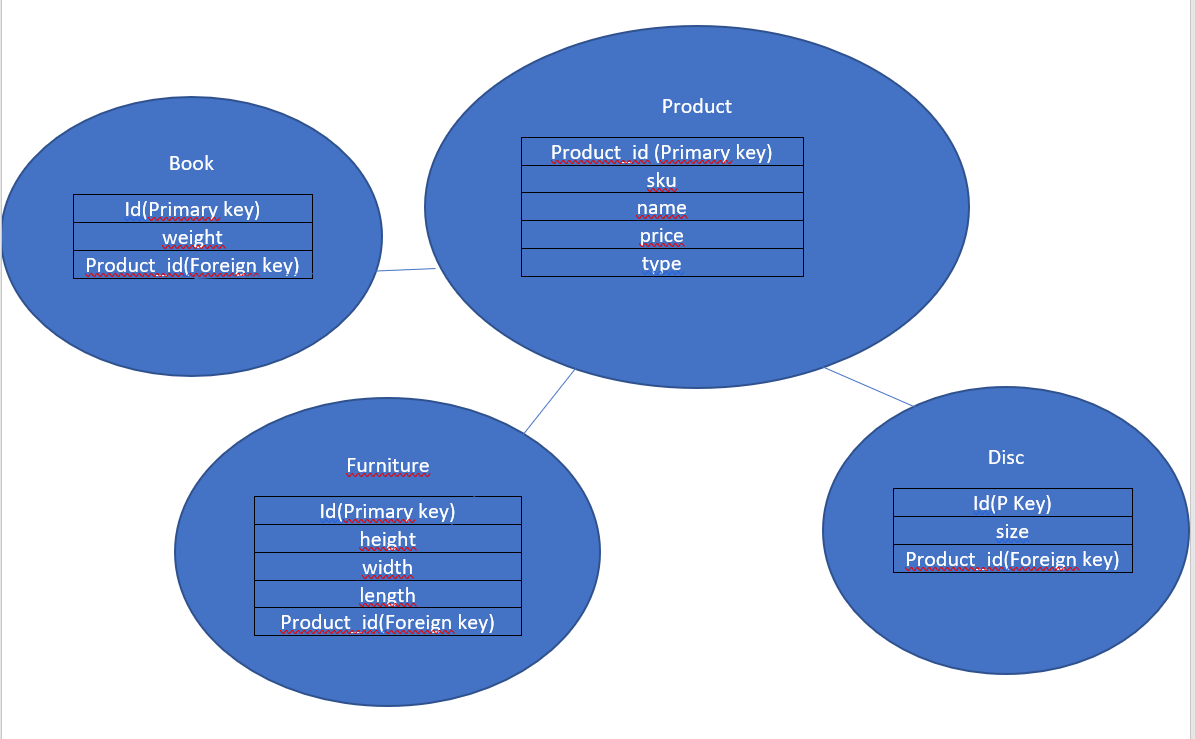 Product
Product_id (Primary key)
sku
name
price
type
Book
Id(Primary key)
weight
Product_id(Foreign key)
Furniture
Id(Primary key)
height
width
length
Product_id(Foreign key)
Disc
Id(P Key)
size
Product_id(Foreign key)